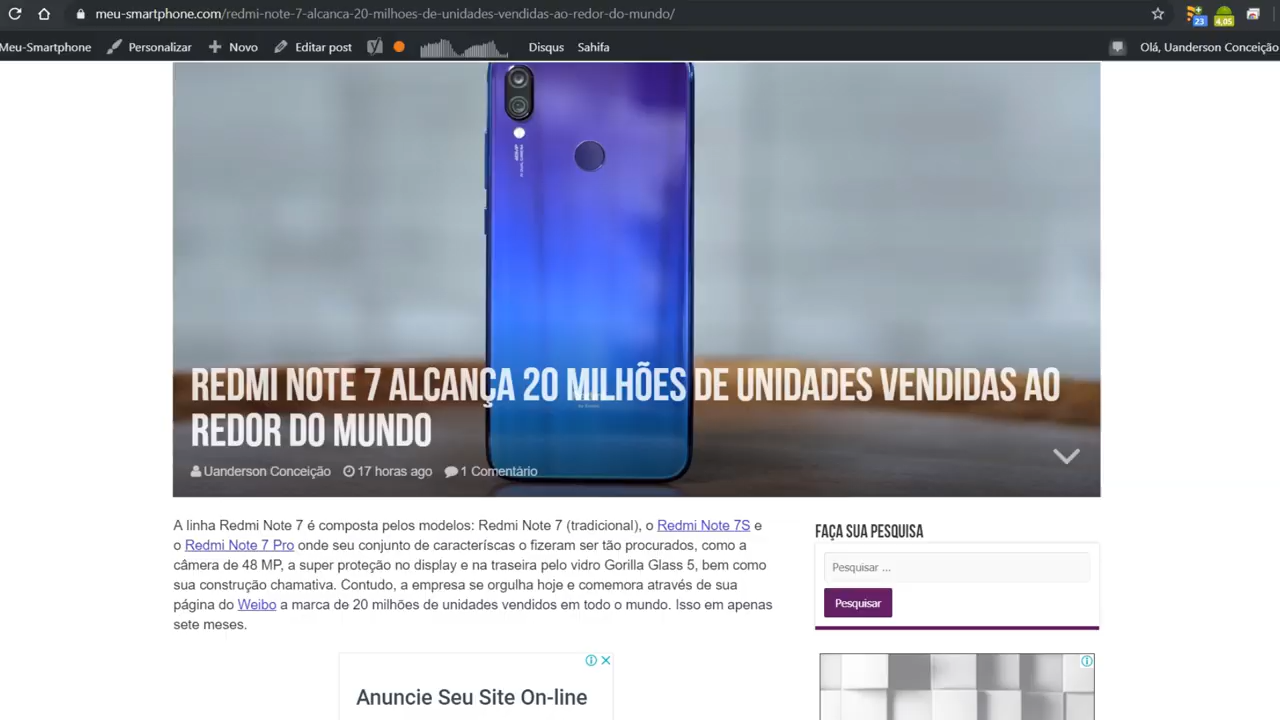 meu-smartphone.com/redmi-note-7-alcanca-20-milhoes-de-unidades-vendidas-ao-redor-do-mundo/
23
4,05
Meu-Smartphone Personalizar Novo Editar post Disqus Sahifa Olá, Uanderson Conceição
REDMI NOTE 7 ALCANÇA 20 MILHÕES DE UNIDADES VENDIDAS AO
REDOR DO MUNDO
Uanderson Conceição 17 horas ago 1 Comentário
A linha Redmi Note 7 é composta pelos modelos: Redmi Note 7 (tradicional), o Redmi Note 7S e
o Redmi Note 7 Pro onde seu conjunto de caracteríscas o fizeram ser tão procurados, como a
câmera de 48 MP, a super proteção no display e na traseira pelo vidro Gorilla Glass 5, bem como
sua construção chamativa. Contudo, a empresa se orgulha hoje e comemora através de sua
página do Weibo a marca de 20 milhões de unidades vendidos em todo o mundo. Isso em apenas
sete meses.
FAÇA SUA PESQUISA
Pesquisar ...
Pesquisar
Anuncie Seu Site On-line